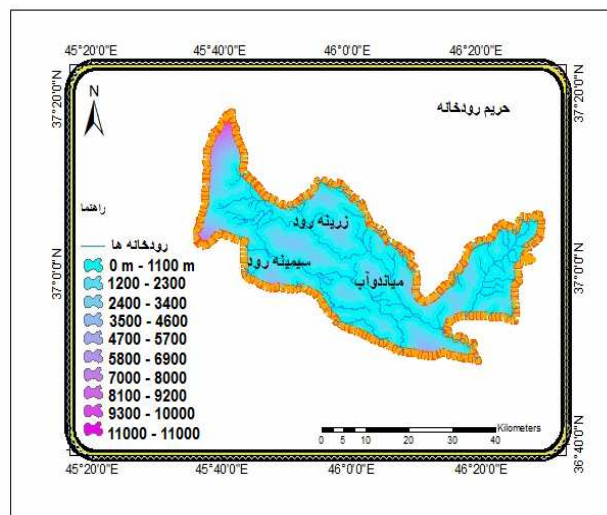 45°20'0"E 45°40'0"E 46°0'0"E 46°20'0"E
37°20'0"N 37°20'0"N
حریم رودخانه
N
راهنما
رودخانه ها
0 m - 1100 m
1200 - 2300
2400 - 3400
3500 - 4600
4700 - 5700
5800 - 6900
7000 - 8000
8100 - 9200
9300 - 10000
11000 - 11000
زرینه رود
سیمینه رود
میاندوآب
37°0'0"N 37°0'0"N
Kilometers
0 5 10 20 30 40
36°40'0"N
45°20'0"E 45°40'0"E 46°0'0"E 46°20'0"E